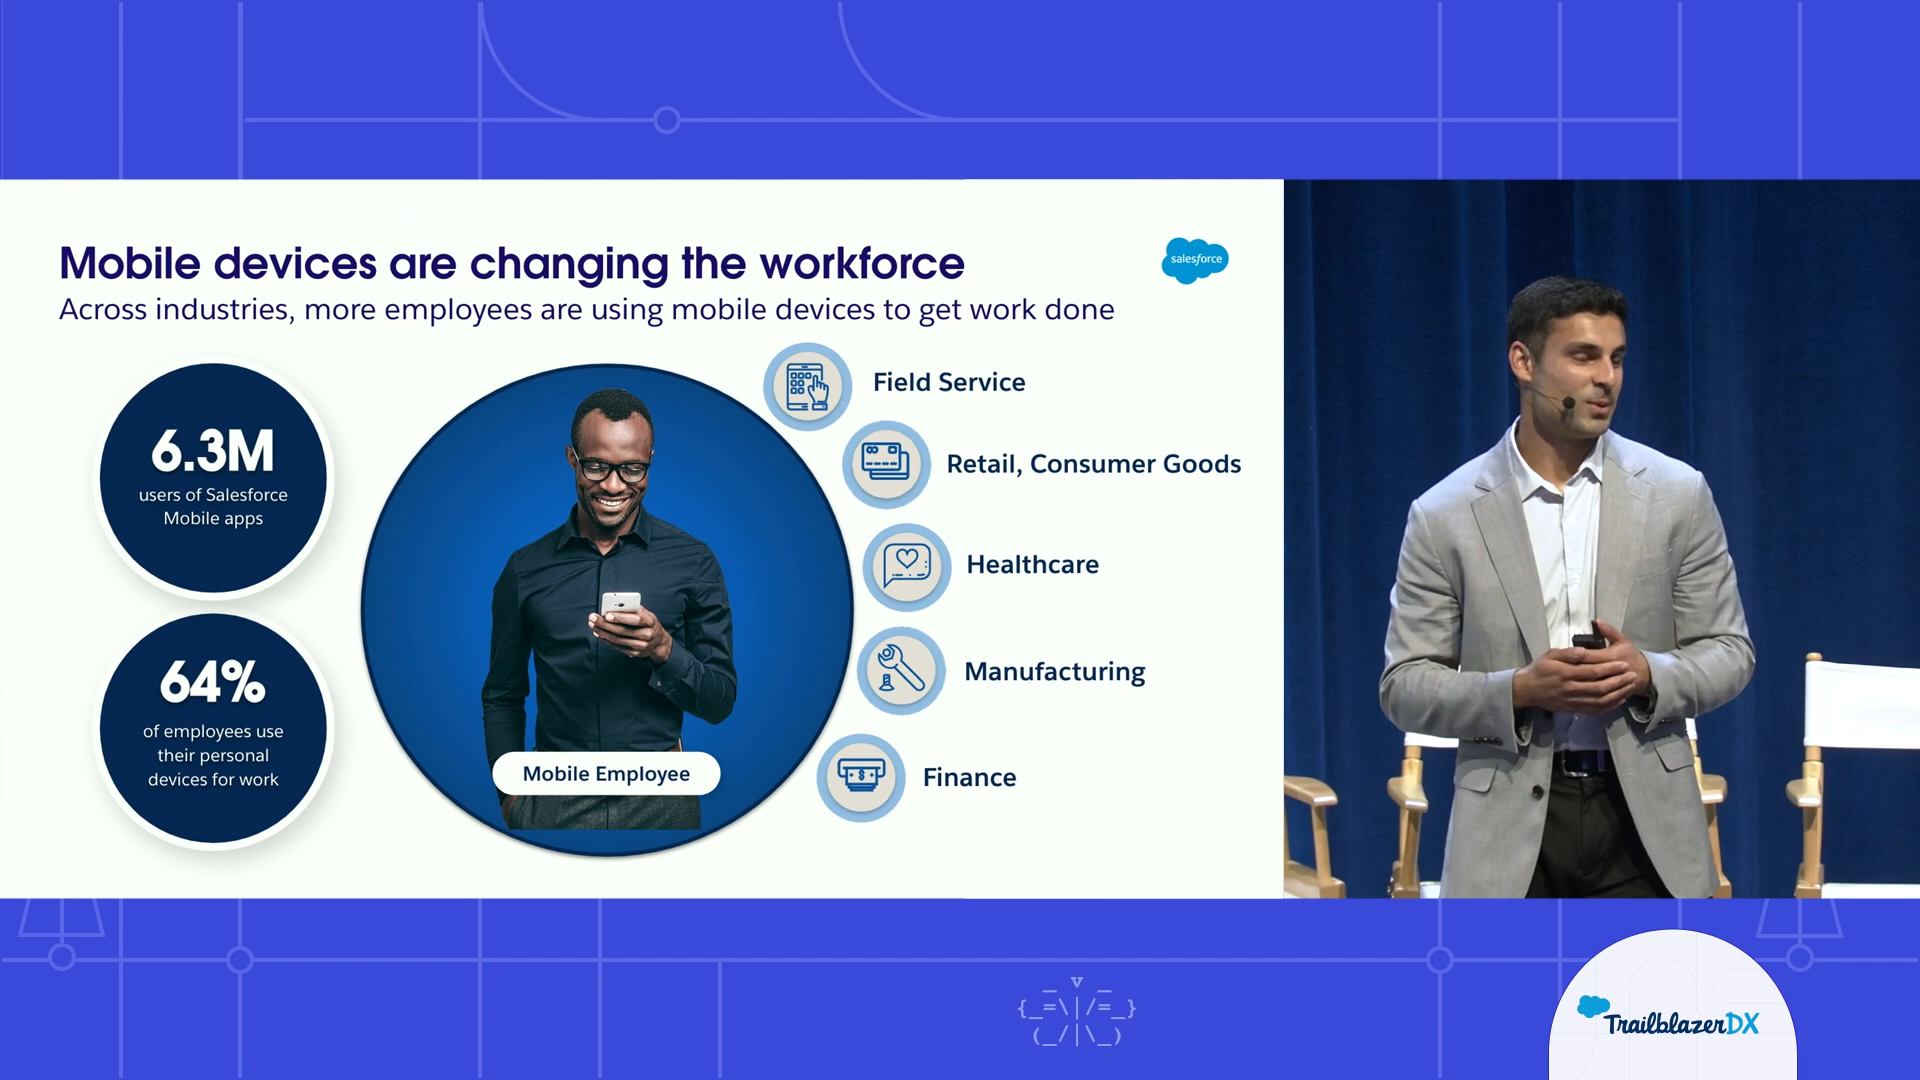 Mobile devices are changing the workforce
Across industries, more employees are using mobile devices to get work done
salesforce
6.3M
users of Salesforce
Mobile apps
64%
of employees use
their personal
devices for work
Mobile Employee
Field Service
Retail, Consumer Goods
Healthcare
Manufacturing
Finance
TrailblazerDX